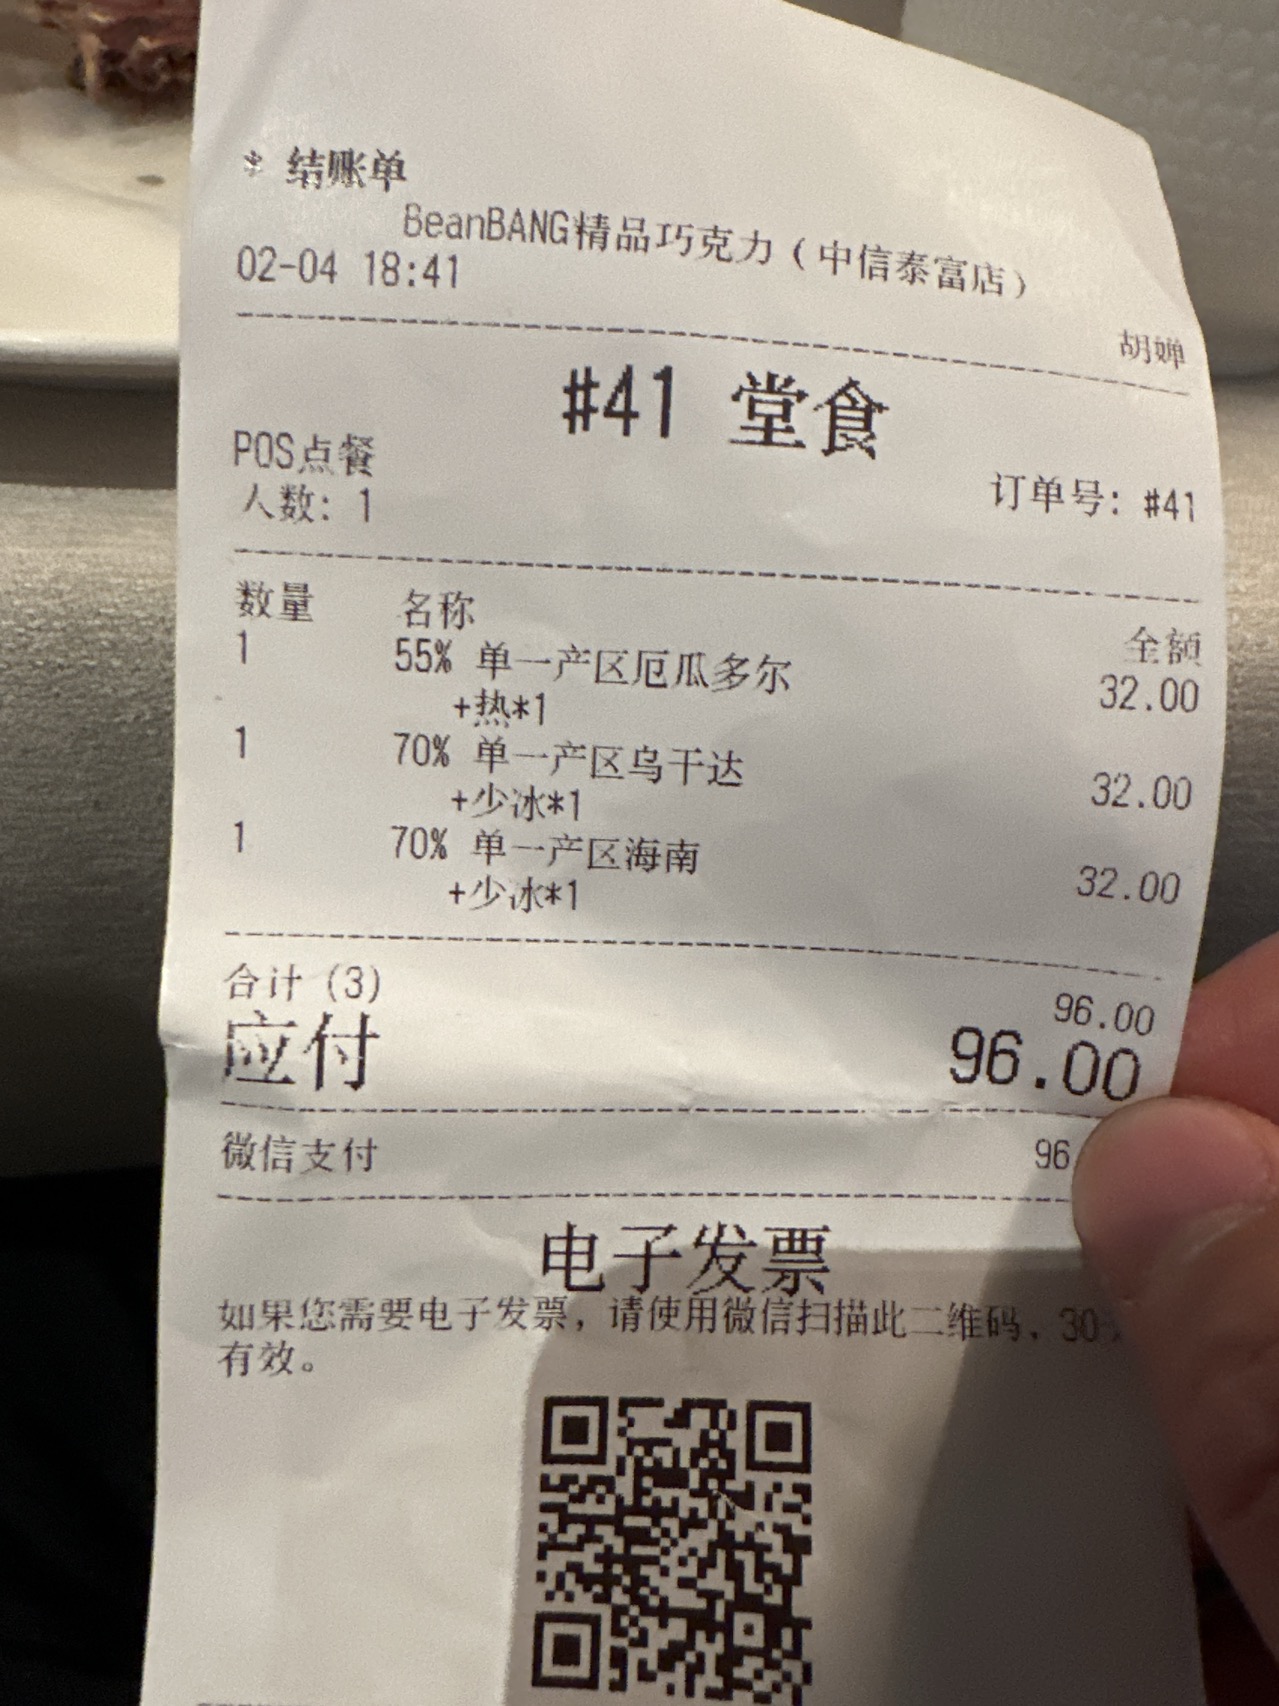 * 结账单
BeanBANG精品巧克力（中信泰富店）
02-04 18:41
胡婵
#41 堂食
POS点餐
订单号：#41
人数：1
数量 名称 金额
1 55% 单一产区厄瓜多尔 32.00
+热*1
1 70% 单一产区乌干达 32.00
+少冰*1
1 70% 单一产区海南 32.00
+少冰*1
合计（3） 96.00
应付 96.00
微信支付 96
电子发票
如果您需要电子发票，请使用微信扫描此二维码，30
有效。